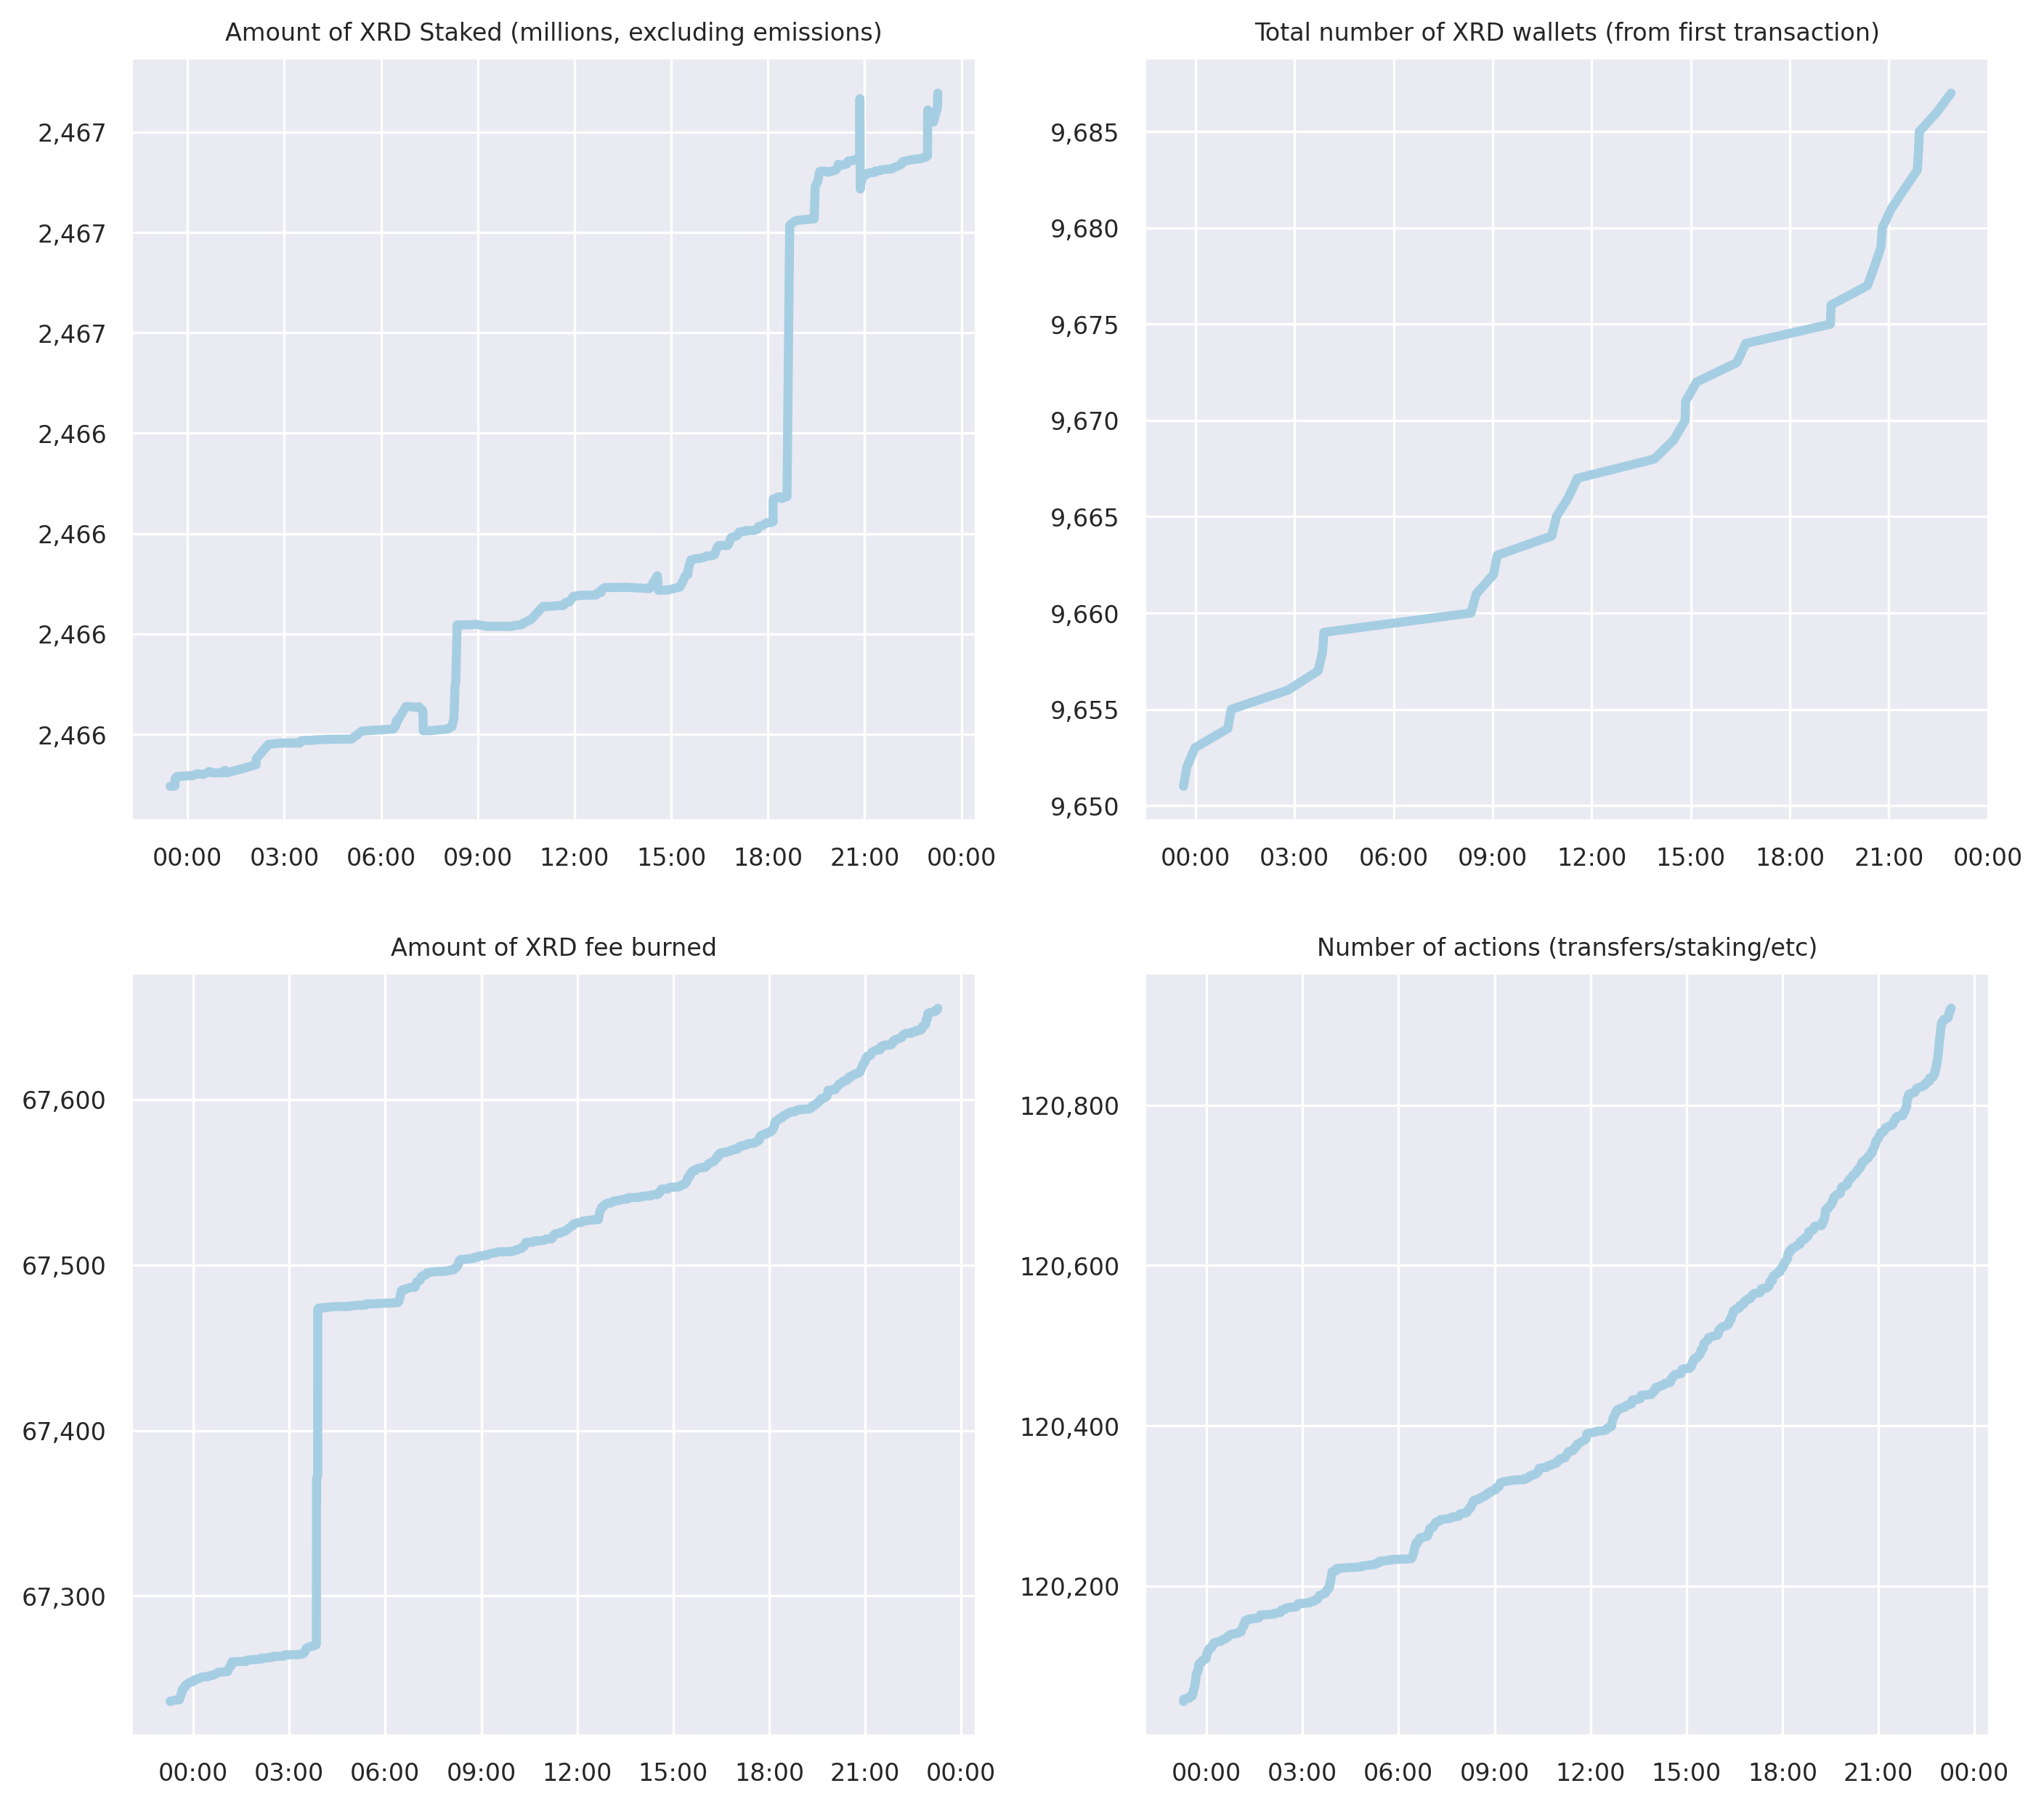 Amount of XRD Staked (millions, excluding emissions)
2,467
2,467
2,467
2,466
2,466
2,466
2,466
00:00 03:00 06:00 09:00 12:00 15:00 18:00 21:00 00:00
Total number of XRD wallets (from first transaction)
9,685
9,680
9,675
9,670
9,665
9,660
9,655
9,650
00:00 03:00 06:00 09:00 12:00 15:00 18:00 21:00 00:00
Amount of XRD fee burned
67,600
67,500
67,400
67,300
00:00 03:00 06:00 09:00 12:00 15:00 18:00 21:00 00:00
Number of actions (transfers/staking/etc)
120,800
120,600
120,400
120,200
00:00 03:00 06:00 09:00 12:00 15:00 18:00 21:00 00:00